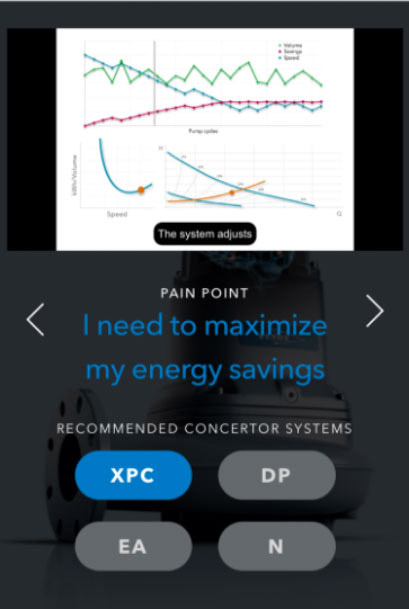 Volume
Savings
Speed
Pump cycles
kWh/Volume
Speed
Q
The system adjusts
PAIN POINT
I need to maximize
my energy savings
RECOMMENDED CONCERTOR SYSTEMS
XPC
DP
EA
N